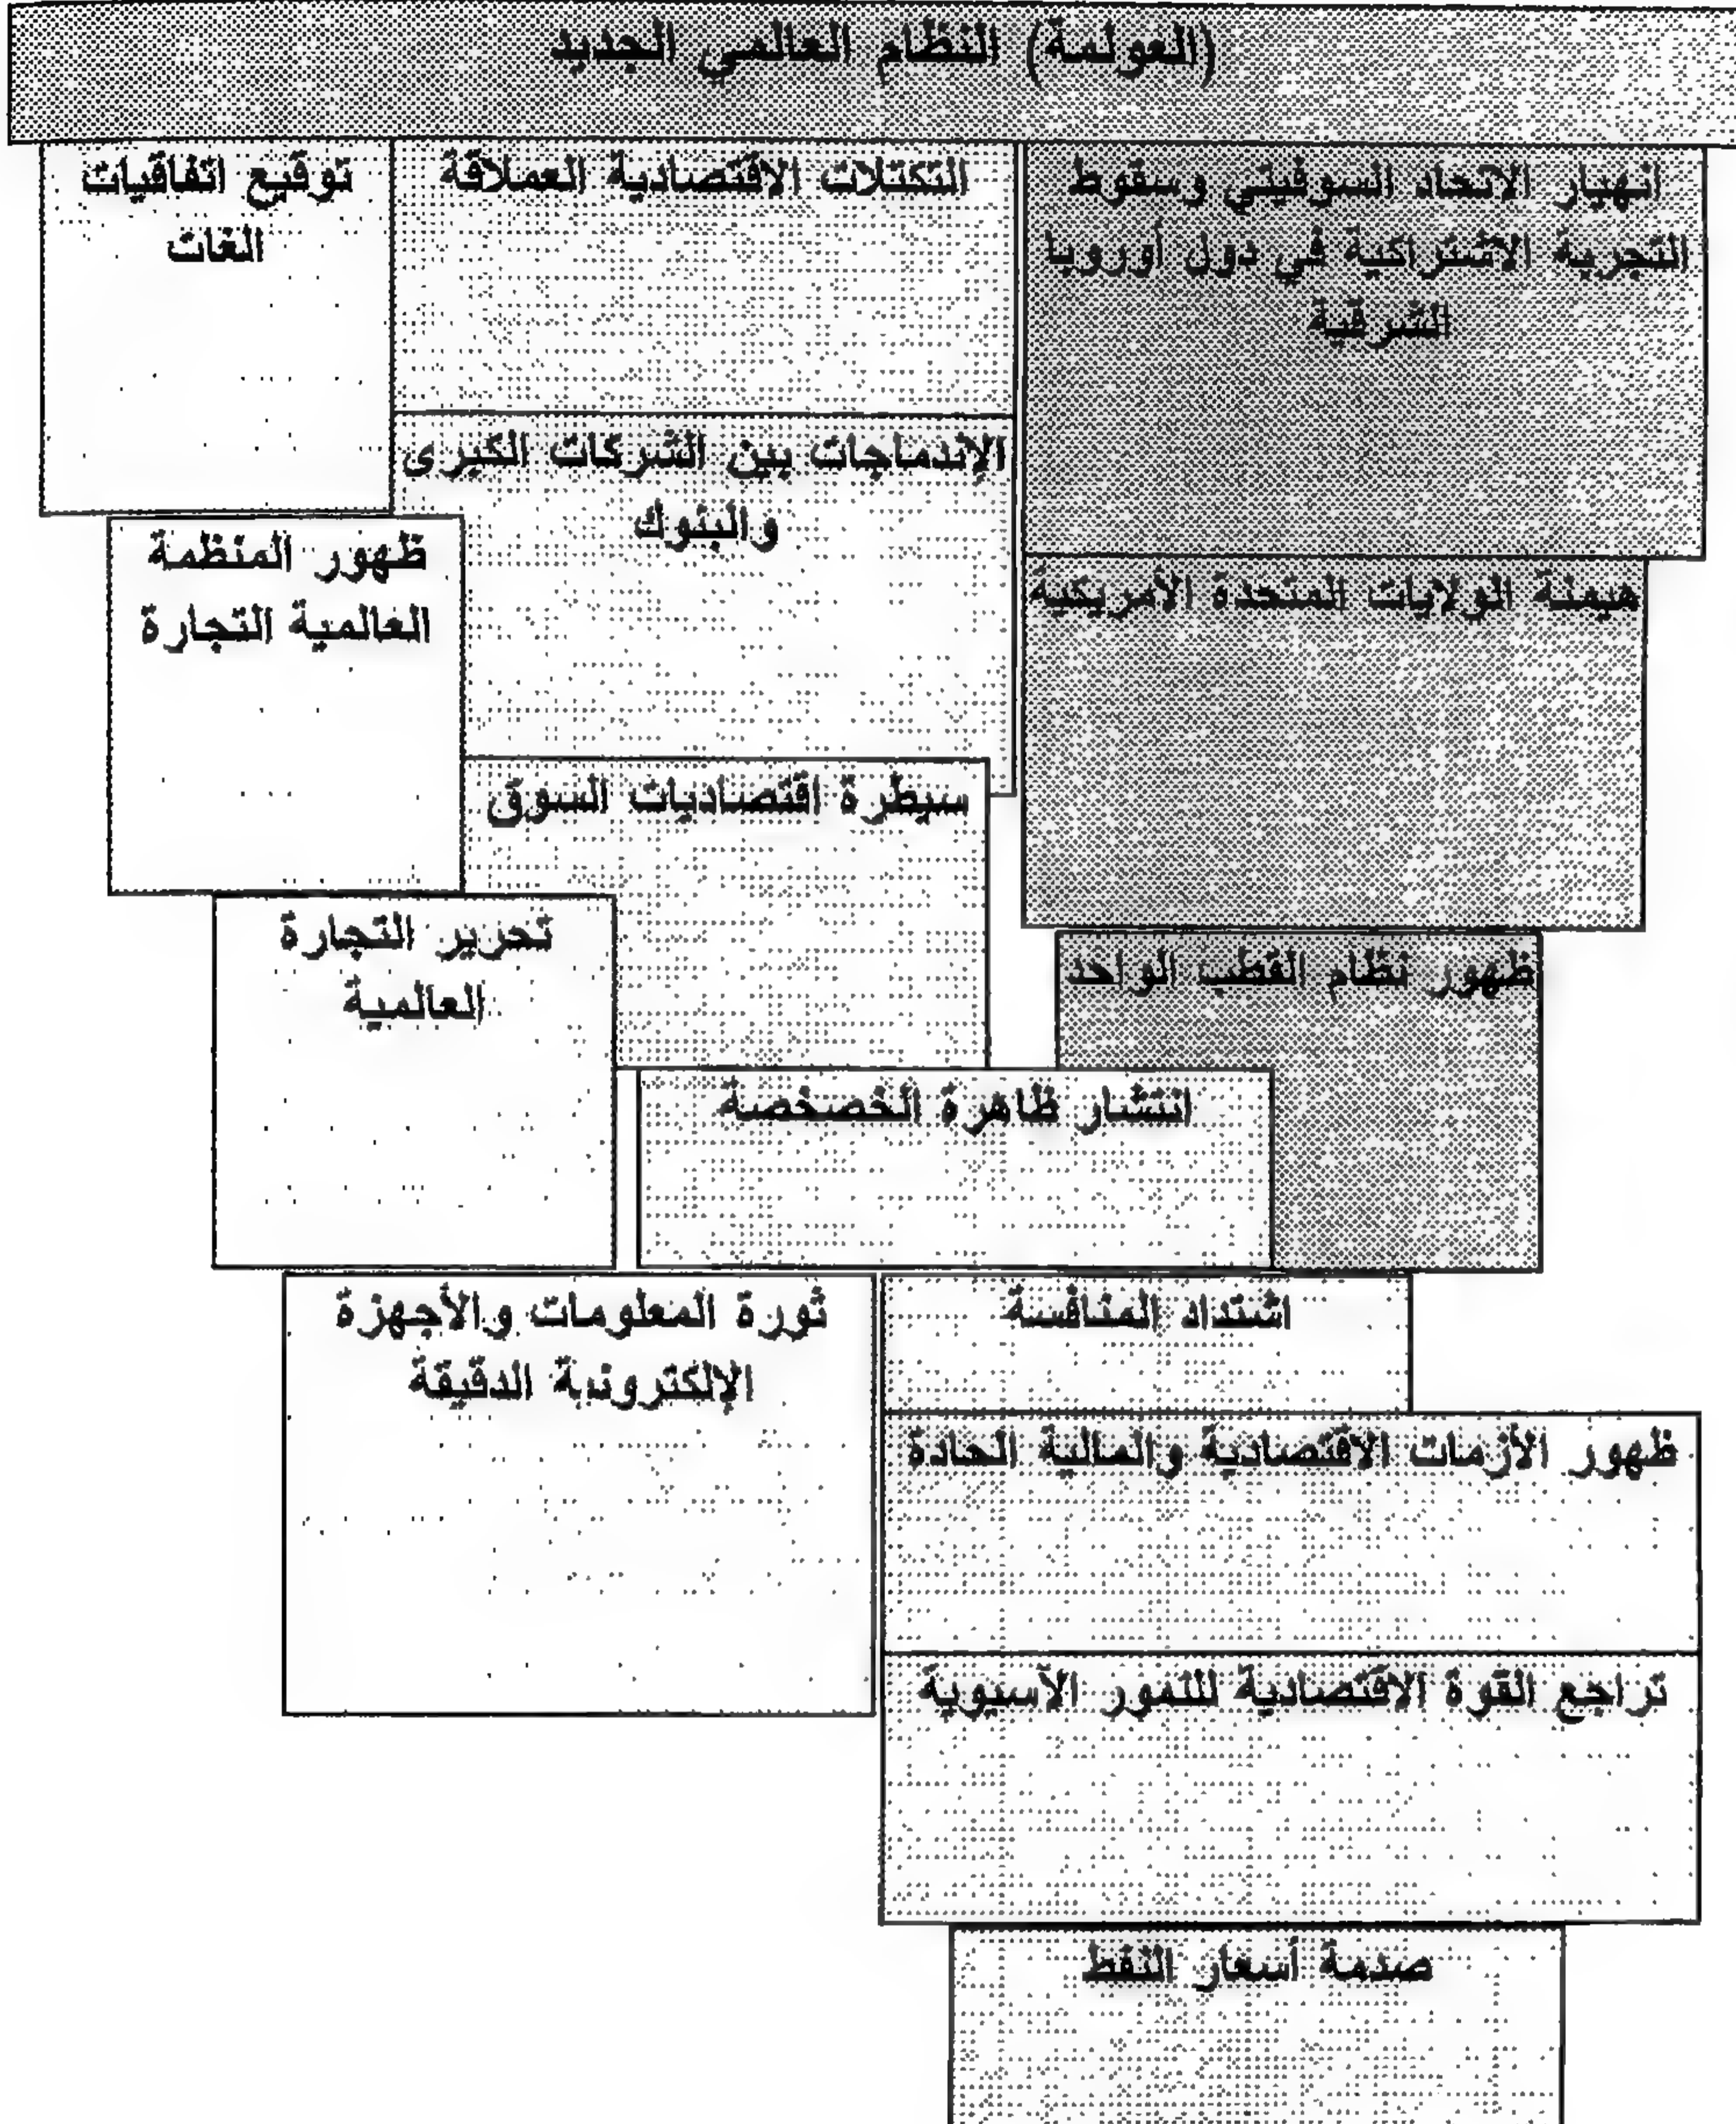 (العولمة) النظام العالمي الجديد
انهيار الاتحاد السوفيتي وسقوط
التجربة الاشتراكية في دول أوروبا
الشرقية
هيمنة الولايات المتحدة الأمريكية
ظهور نظام القطب الواحد
التكتلات الاقتصادية العملاقة
الإندماجات بين الشركات الكبرى
والبنوك
سيطرة اقتصاديات السوق
انتشار ظاهرة الخصخصة
توقيع اتفاقيات
الغات
ظهور المنظمة
العالمية التجارة
تحرير التجارة
العالمية
اشتداد المنافسة
ظهور الأزمات الاقتصادية والمالية الحادة
تراجع القوة الاقتصادية للنمور الآسيوية
صدمة أسعار النفط
ثورة المعلومات والأجهزة
الإلكترونية الدقيقة